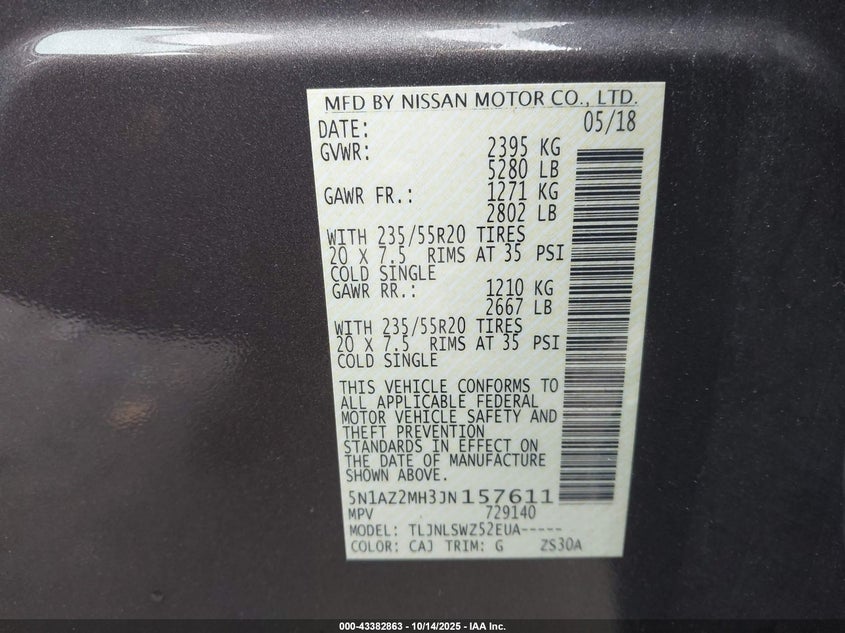 MFD BY NISSAN MOTOR CO., LTD.
DATE: 05/18
GVWR: 2395 KG
5280 LB
GAWR FR.: 1271 KG
2802 LB
WITH 235/55R20 TIRES
20 X 7.5 RIMS AT 35 PSI
COLD SINGLE
GAWR RR.: 1210 KG
2667 LB
WITH 235/55R20 TIRES
20 X 7.5 RIMS AT 35 PSI
COLD SINGLE
THIS VEHICLE CONFORMS TO
ALL APPLICABLE FEDERAL
MOTOR VEHICLE SAFETY AND
THEFT PREVENTION
STANDARDS IN EFFECT ON
THE DATE OF MANUFACTURE
SHOWN ABOVE.
5N1AZ2MH3JN157611
MPV 729140
MODEL: TLJNLSWZ52EUA-----
COLOR: CAJ TRIM: G ZS30A
000-43382863 - 10/14/2025 - IAA Inc.